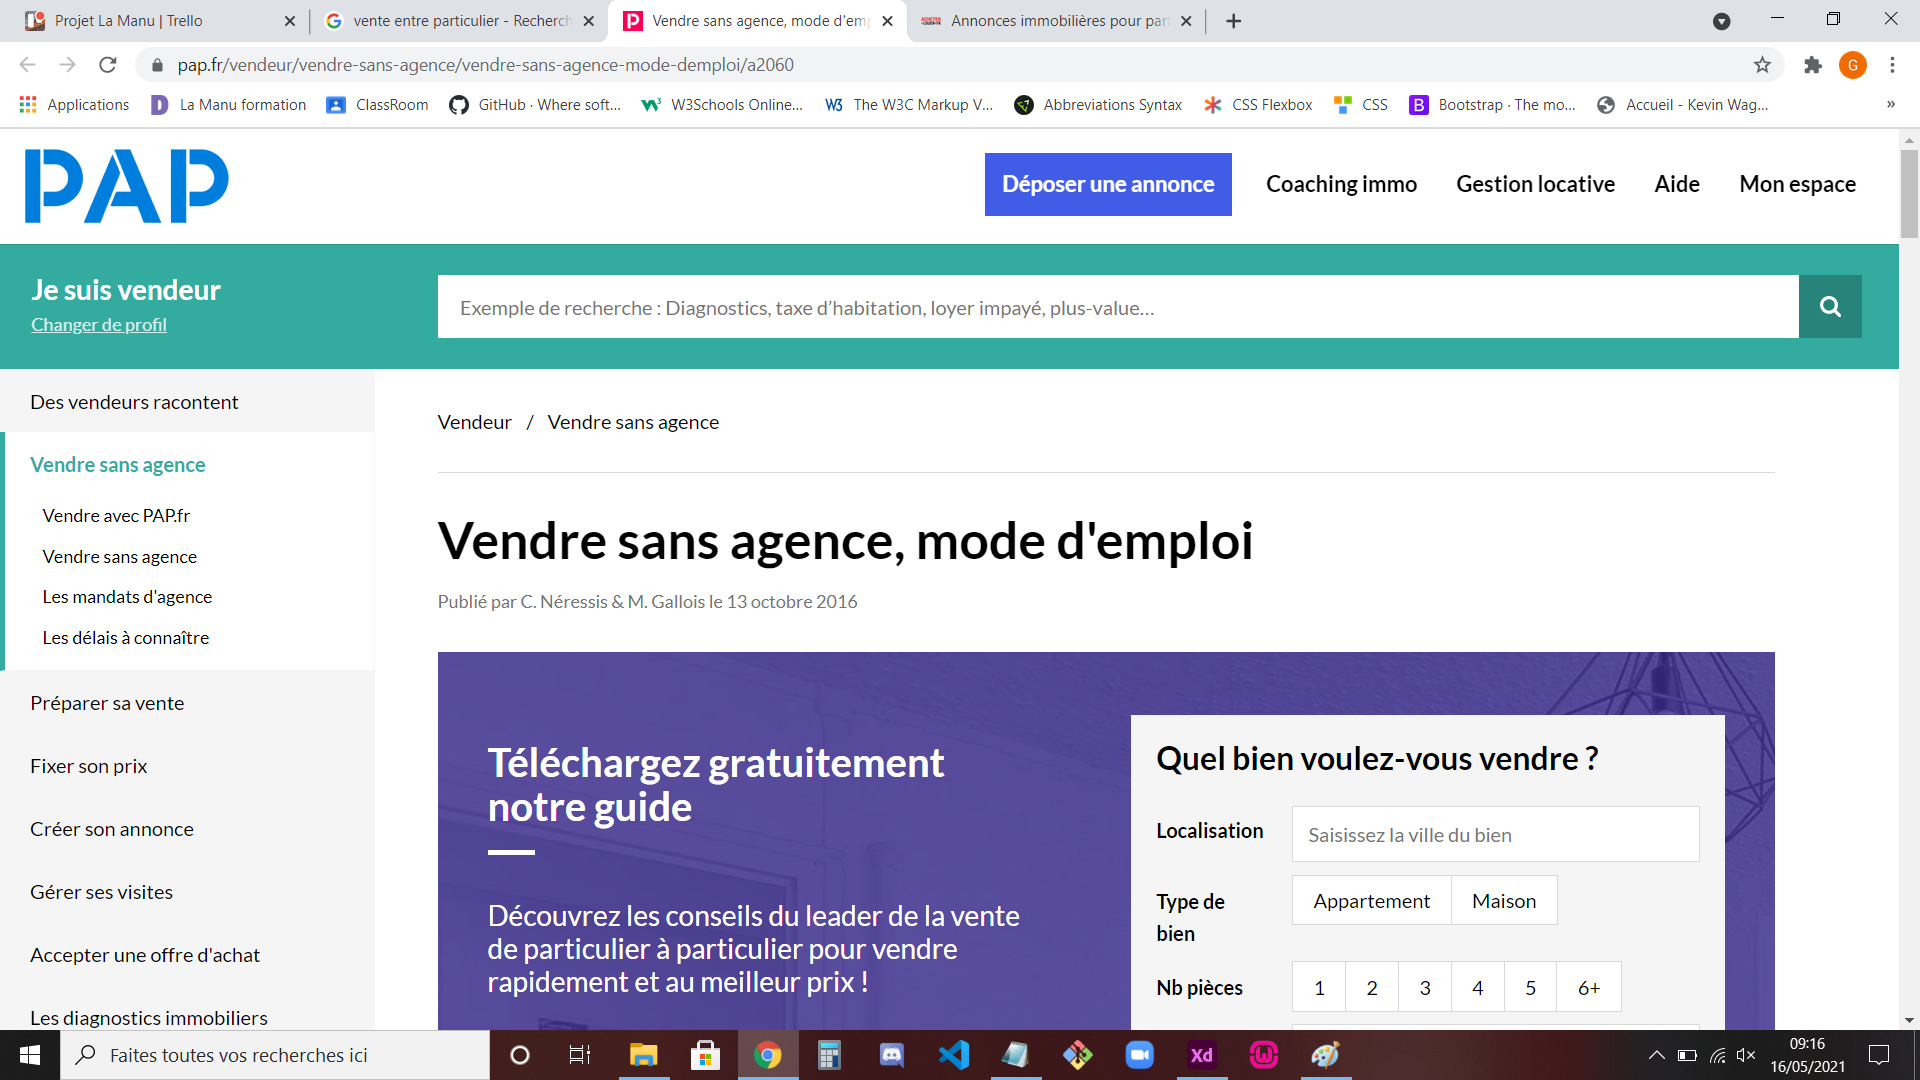 Projet La Manu | Trello
vente entre particulier - Recherch
Vendre sans agence, mode d'emp
Annonces immobilières pour par
pap.fr/vendeur/vendre-sans-agence/vendre-sans-agence-mode-demploi/a2060
G
Applications
La Manu formation
ClassRoom
GitHub · Where soft...
W3Schools Online...
The W3C Markup V...
Abbreviations Syntax
CSS Flexbox
CSS
Bootstrap · The mo...
Accueil - Kevin Wag...
»
PAP
Déposer une annonce
Coaching immo
Gestion locative
Aide
Mon espace
Je suis vendeur
Changer de profil
Exemple de recherche : Diagnostics, taxe d’habitation, loyer impayé, plus-value...
Des vendeurs racontent
Vendre sans agence
Vendre avec PAP.fr
Vendre sans agence
Les mandats d'agence
Les délais à connaître
Préparer sa vente
Fixer son prix
Créer son annonce
Gérer ses visites
Accepter une offre d'achat
Les diagnostics immobiliers
Vendeur / Vendre sans agence
Vendre sans agence, mode d'emploi
Publié par C. Néressis & M. Gallois le 13 octobre 2016
Téléchargez gratuitement
notre guide
Découvrez les conseils du leader de la vente
de particulier à particulier pour vendre
rapidement et au meilleur prix !
Quel bien voulez-vous vendre ?
Localisation
Saisissez la ville du bien
Type de
bien
Appartement
Maison
Nb pièces
1 2 3 4 5 6+
Faites toutes vos recherches ici
Xd
09:16
16/05/2021